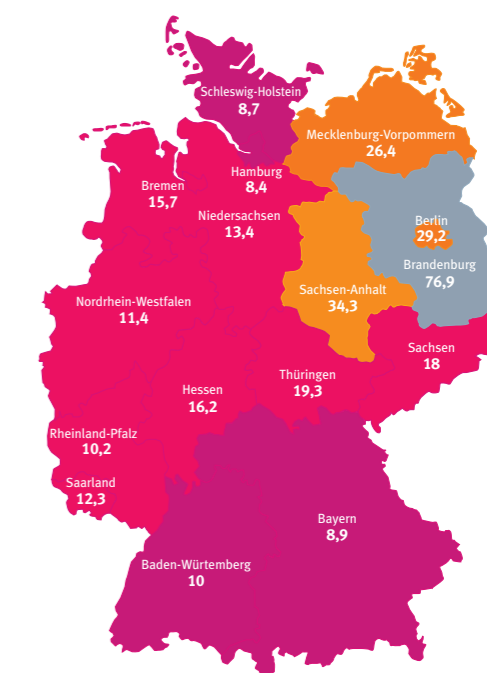 Schleswig-Holstein
8,7
Mecklenburg-Vorpommern
26,4
Hamburg
8,4
Bremen
15,7
Niedersachsen
13,4
Berlin
29,2
Brandenburg
76,9
Sachsen-Anhalt
34,3
Nordrhein-Westfalen
11,4
Sachsen
18
Thüringen
19,3
Hessen
16,2
Rheinland-Pfalz
10,2
Saarland
12,3
Bayern
8,9
Baden-Würtemberg
10